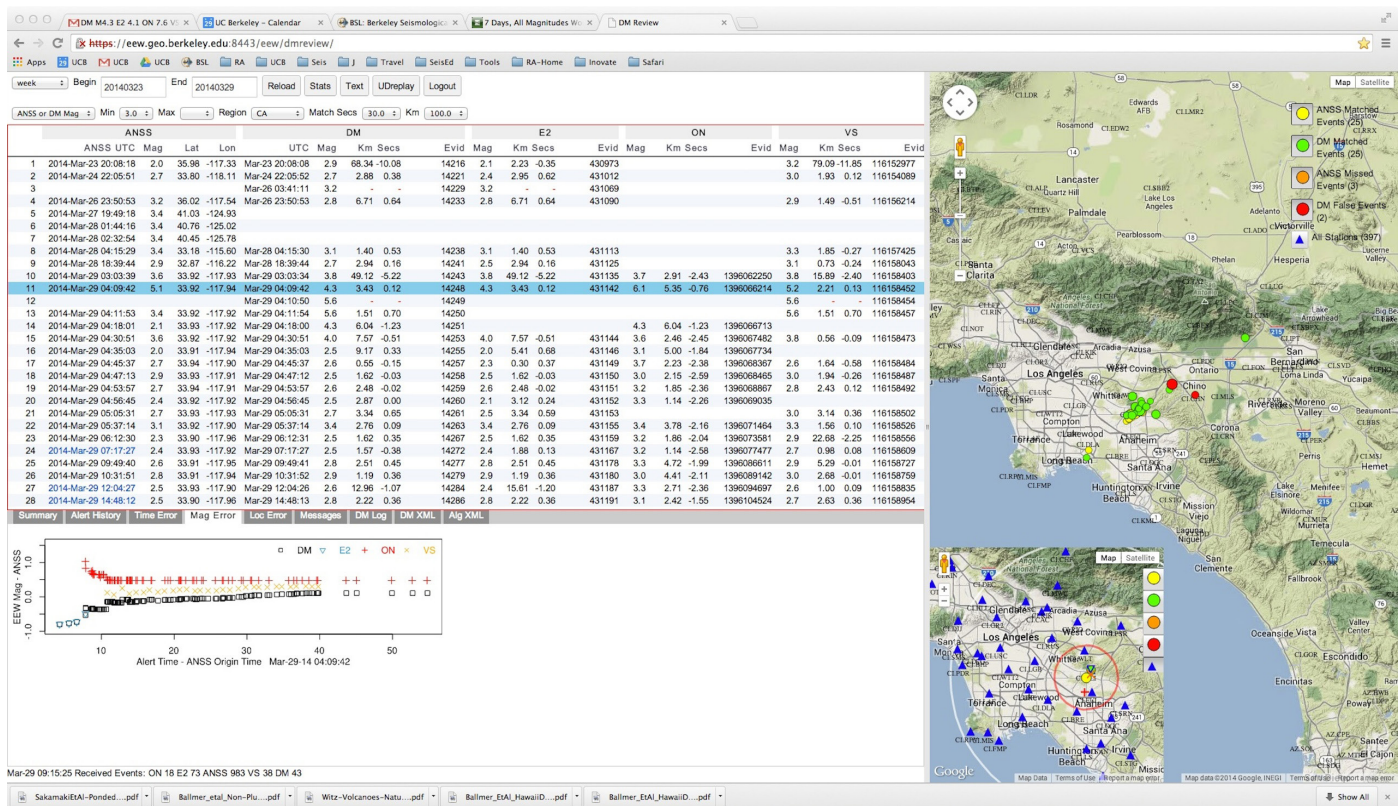 DM M4.3 E2 4.1 ON 7.6 VS × UC Berkeley – Calendar × BSL: Berkeley Seismologica × 7 Days, All Magnitudes Wo × DM Review ×
https://eew.geo.berkeley.edu:8443/eew/dmreview/
Apps UCB UCB UCB BSL RA UCB Seis J Travel SeisEd Tools RA-Home Inovate Safari
week Begin 20140323 End 20140329 Reload Stats Text UDreplay Logout
ANSS or DM Mag Min 3.0 Max Region CA Match Secs 30.0 Km 100.0
ANSS DM E2 ON VS
ANSS UTC Mag Lat Lon UTC Mag Km Secs Evid Mag Km Secs Evid Mag Km Secs Evid Mag Km Secs Evid
1 2014-Mar-23 20:08:18 2.0 35.98 -117.33 Mar-23 20:08:08 2.9 68.34 -10.08 14216 2.1 2.23 -0.35 430973 3.2 79.09 -11.85 116152977
2 2014-Mar-24 22:05:51 2.7 33.80 -118.11 Mar-24 22:05:52 2.7 2.88 0.38 14221 2.4 2.95 0.62 431012 3.0 1.93 0.12 116154089
3 Mar-26 03:41:11 3.2 - - 14229 3.2 - - 431069
4 2014-Mar-26 23:50:53 3.2 36.02 -117.54 Mar-26 23:50:53 2.8 6.71 0.64 14233 2.8 6.71 0.64 431090 2.9 1.49 -0.51 116156214
5 2014-Mar-27 19:49:18 3.4 41.03 -124.93
6 2014-Mar-28 01:44:16 3.4 40.76 -125.02
7 2014-Mar-28 02:32:54 3.4 40.45 -125.78
8 2014-Mar-28 04:15:29 3.4 33.18 -115.60 Mar-28 04:15:30 3.1 1.40 0.53 14238 3.1 1.40 0.53 431113 3.3 1.85 -0.27 116157425
9 2014-Mar-28 18:39:44 2.9 32.87 -116.22 Mar-28 18:39:44 2.7 2.94 0.16 14241 2.5 2.94 0.16 431125 3.1 0.73 -0.24 116158043
10 2014-Mar-29 03:03:39 3.6 33.92 -117.93 Mar-29 03:03:34 3.8 49.12 -5.22 14243 3.8 49.12 -5.22 431135 3.7 2.91 -2.43 1396062250 3.8 15.89 -2.40 116158403
11 2014-Mar-29 04:09:42 5.1 33.92 -117.94 Mar-29 04:09:42 4.3 3.43 0.12 14248 4.3 3.43 0.12 431142 6.1 5.35 -0.76 1396066214 5.2 2.21 0.13 116158452
12 Mar-29 04:10:50 5.6 - - 14249 5.6 - - 116158454
13 2014-Mar-29 04:11:53 3.4 33.93 -117.92 Mar-29 04:11:54 5.6 1.51 0.70 14250 5.6 1.51 0.70 116158457
14 2014-Mar-29 04:18:01 2.1 33.93 -117.92 Mar-29 04:18:00 4.3 6.04 -1.23 14251 4.3 6.04 -1.23 1396066713
15 2014-Mar-29 04:30:51 3.6 33.92 -117.92 Mar-29 04:30:51 4.0 7.57 -0.51 14253 4.0 7.57 -0.51 431144 3.6 2.46 -2.45 1396067482 3.8 0.56 -0.09 116158473
16 2014-Mar-29 04:35:03 2.0 33.91 -117.94 Mar-29 04:35:03 2.5 9.17 0.33 14255 2.0 5.41 0.68 431146 3.1 5.00 -1.84 1396067734
17 2014-Mar-29 04:45:37 2.7 33.94 -117.90 Mar-29 04:45:37 2.6 0.55 -0.15 14257 2.3 0.30 0.37 431149 3.7 2.23 -2.38 1396068367 2.6 1.64 -0.58 116158484
18 2014-Mar-29 04:47:13 2.9 33.93 -117.91 Mar-29 04:47:12 2.5 1.62 -0.03 14258 2.5 1.62 -0.03 431150 3.0 2.15 -2.59 1396068465 3.0 1.94 -0.26 116158487
19 2014-Mar-29 04:53:57 2.7 33.94 -117.91 Mar-29 04:53:57 2.6 2.48 -0.02 14259 2.6 2.48 -0.02 431151 3.2 1.85 -2.36 1396068867 2.8 2.43 0.12 116158492
20 2014-Mar-29 04:56:45 2.4 33.92 -117.92 Mar-29 04:56:45 2.5 2.87 0.00 14260 2.1 3.12 0.24 431152 3.3 1.14 -2.26 1396069035
21 2014-Mar-29 05:05:31 2.7 33.93 -117.93 Mar-29 05:05:31 2.7 3.34 0.65 14261 2.5 3.34 0.59 431153 3.0 3.14 0.36 116158502
22 2014-Mar-29 05:37:14 3.1 33.92 -117.90 Mar-29 05:37:14 3.4 2.76 0.09 14263 3.4 2.76 0.09 431155 3.4 3.78 -2.16 1396071464 3.3 1.56 0.10 116158526
23 2014-Mar-29 06:12:30 2.3 33.90 -117.96 Mar-29 06:12:31 2.5 1.62 0.35 14267 2.5 1.62 0.35 431159 3.2 1.86 -2.04 1396073581 2.9 22.68 -2.25 116158556
24 2014-Mar-29 07:17:27 2.4 33.93 -117.92 Mar-29 07:17:27 2.5 1.57 0.38 14272 2.4 1.88 0.13 431167 3.2 1.14 -2.58 1396077477 2.7 0.98 0.08 116158609
25 2014-Mar-29 09:49:40 2.6 33.91 -117.95 Mar-29 09:49:41 2.8 2.51 0.45 14277 2.8 2.51 0.45 431178 3.3 4.72 -1.99 1396086611 2.9 5.29 -0.01 116158727
26 2014-Mar-29 10:31:51 2.8 33.91 -117.94 Mar-29 10:31:52 2.9 1.19 0.36 14279 2.9 1.19 0.36 431180 3.0 4.41 -2.11 1396089142 3.0 2.68 -0.01 116158759
27 2014-Mar-29 12:04:27 2.5 33.93 -117.90 Mar-29 12:04:26 2.6 12.96 -1.07 14284 2.4 15.61 -1.20 431187 3.3 2.71 -2.36 1396094697 2.6 1.00 0.09 116158835
28 2014-Mar-29 14:48:12 2.5 33.90 -117.96 Mar-29 14:48:13 2.8 2.22 0.36 14286 2.8 2.22 0.36 431191 3.1 2.42 -1.55 1396104524 2.7 2.63 0.36 116158954
Summary Alert History Time Error Mag Error Loc Error Messages DM Log DM XML Alg XML
DM E2 ON VS
EEW Mag - ANSS
1.0
0.0
-1.0
10 20 30 40 50
Alert Time - ANSS Origin Time Mar-29-14 04:09:42
Mar-29 09:15:25 Received Events: ON 18 E2 73 ANSS 983 VS 38 DM 43
Map Satellite
ANSS Matched Events (25)
DM Matched Events (25)
ANSS Missed Events (3)
DM False Events (2)
All Stations (397)
Edwards AFB
Rosamond
Lancaster
Quartz Hill
Lake Los Angeles
Palmdale
Adelanto
Victorville
Acton
Pearblossom
Lucerne Valley
Phelan
Hesperia
Santa Clarita
Lake Arrowhead
Glendale
Arcadia
Azusa
Los Angeles
West Covina
Ontario
San Bernardino
Loma Linda
Yucaipa
Santa Monica
Whittier
Chino
Riverside
Moreno Valley
Beaumont
Compton
Corona
Torrance
Lakewood
Anaheim
Long Beach
Santa Ana
Perris
Hemet
Huntington Beach
Irvine
Lake Elsinore
Menifee
Mission Viejo
Murrieta
Laguna Niguel
Temecula
San Clemente
Fallbrook
Valley Center
Oceanside
Vista
Escondido
Encinitas
Poway
Santee
El Cajon
Map Satellite
Glendale
Arcadia
Azusa
Los Angeles
West Covina
Whittier
Compton
Lakewood
Torrance
Anaheim
Long Beach
Santa Ana
Huntington Beach
Irvine
Google
Map Data Terms of Use Report a map error
Map data ©2014 Google, INEGI Terms of Use Report a map error
SakamakiEtAl-Ponded....pdf Ballmer_etal_Non-Plu....pdf Witz-Volcanoes-Natu....pdf Ballmer_EtAl_HawaiiD....pdf Ballmer_EtAl_HawaiiD....pdf Show All